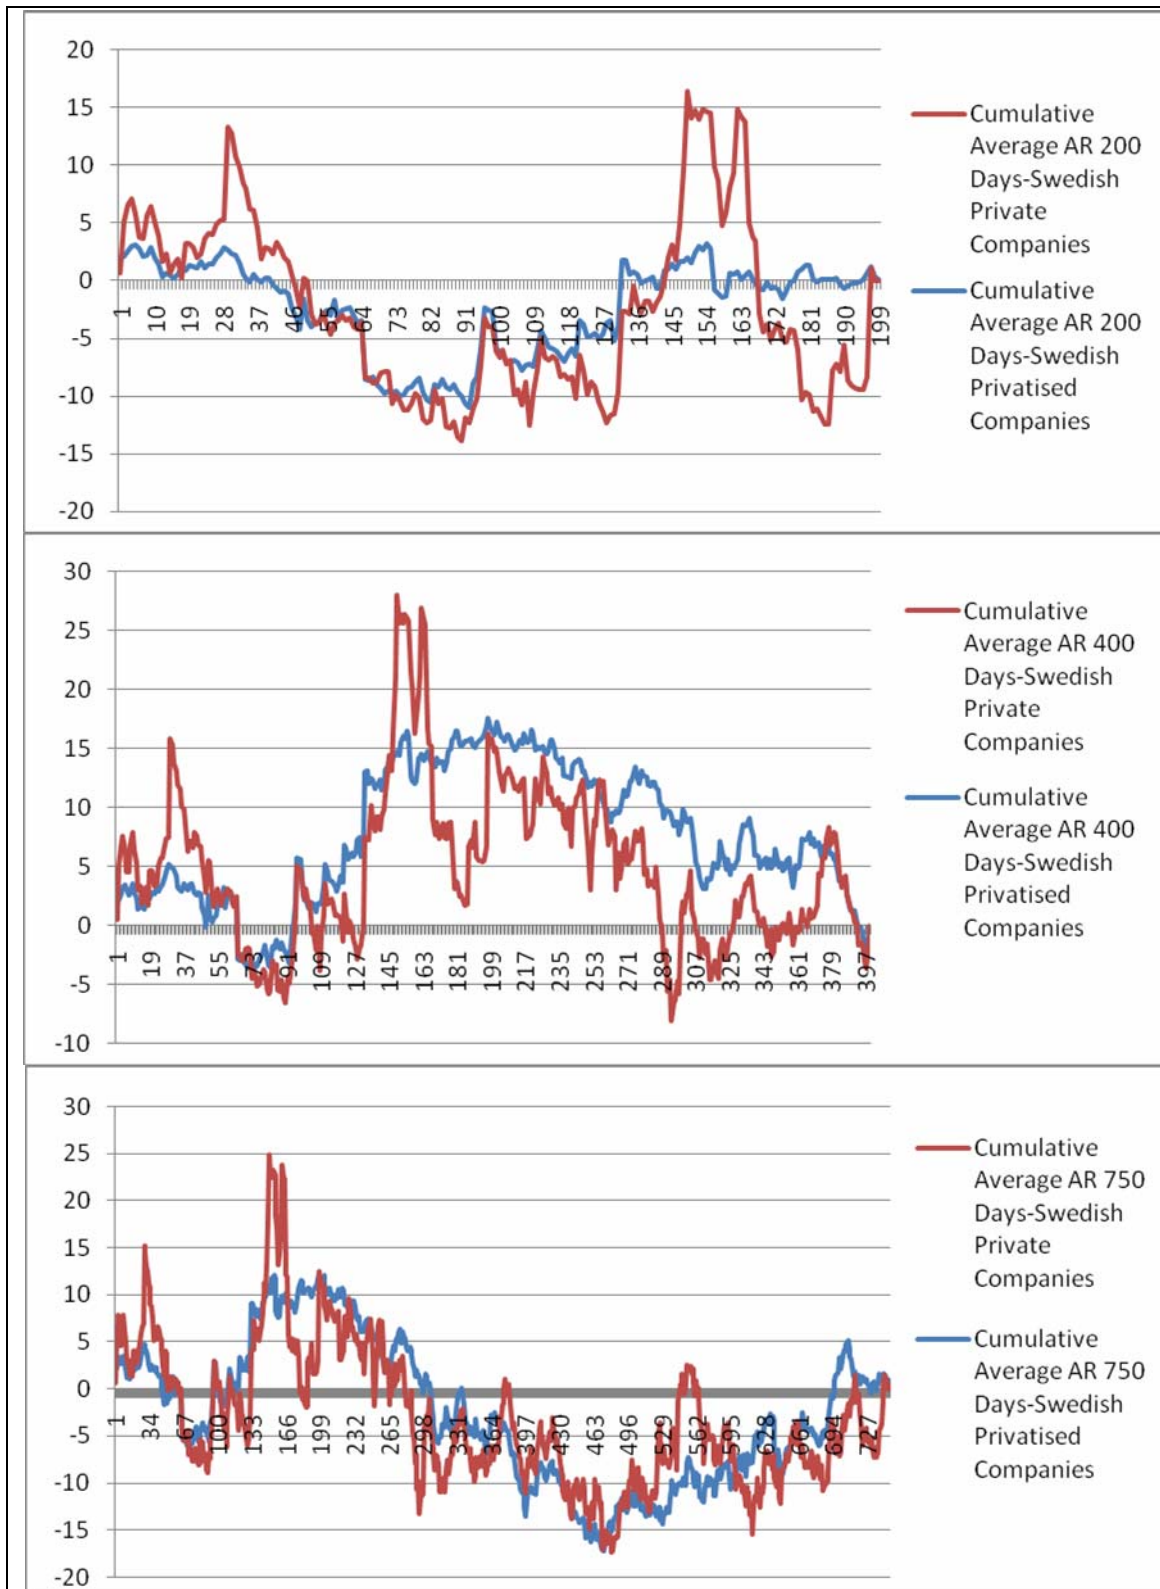 20
15
10
5
0
-5
-10
-15
-20
1 10 19 28 37 46 55 64 73 82 91 100 109 118 127 136 145 154 163 172 181 190 199
Cumulative
Average AR 200
Days-Swedish
Private
Companies
Cumulative
Average AR 200
Days-Swedish
Privatised
Companies
30
25
20
15
10
5
0
-5
-10
1 19 37 55 73 91 109 127 145 163 181 199 217 235 253 271 289 307 325 343 361 379 397
Cumulative
Average AR 400
Days-Swedish
Private
Companies
Cumulative
Average AR 400
Days-Swedish
Privatised
Companies
30
25
20
15
10
5
0
-5
-10
-15
-20
1 34 67 100 133 166 199 232 265 298 331 364 397 430 463 496 529 562 595 628 661 694 727
Cumulative
Average AR 750
Days-Swedish
Private
Companies
Cumulative
Average AR 750
Days-Swedish
Privatised
Companies